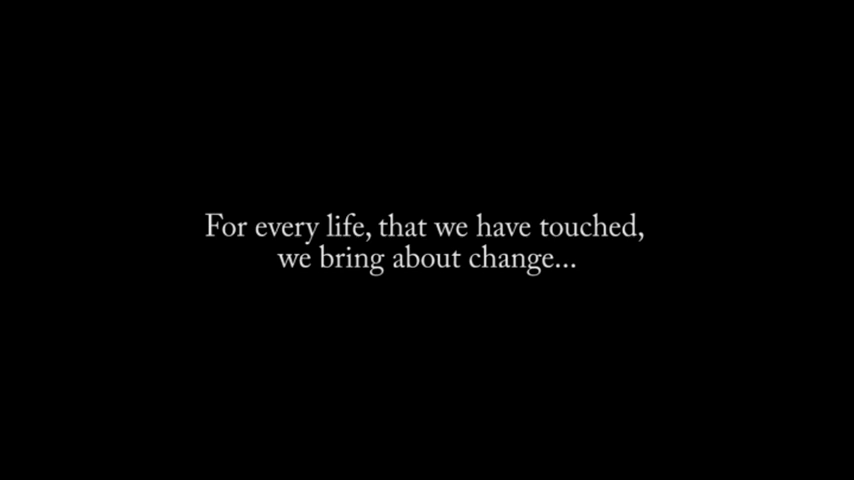 For every life, that we have touched,
we bring about change...